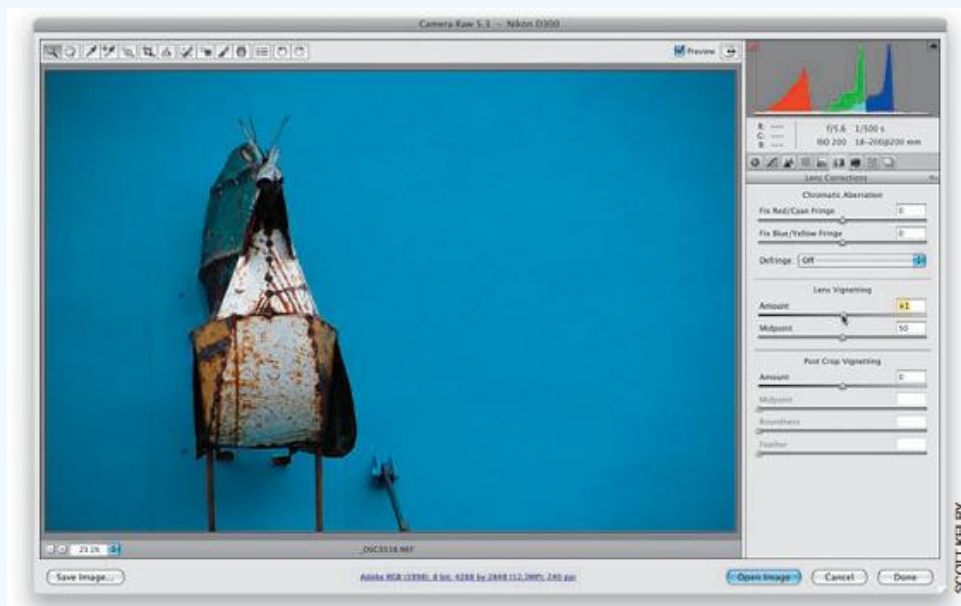 Camera Raw 5.3 – Nikon D300
Preview
R: ---
G: ---
B: ---
f/5.6 1/500 s
ISO 200 18-200@200 mm
Lens Corrections
Chromatic Aberration
Fix Red/Cyan Fringe 0
Fix Blue/Yellow Fringe 0
Defringe: Off
Lens Vignetting
Amount +1
Midpoint 50
Post Crop Vignetting
Amount 0
Midpoint
Roundness
Feather
23.1%
_DSC3316.NEF
Save Image...
Adobe RGB (1998); 8 bit; 4288 by 2848 (12.2MP); 240 ppi
Open Image
Cancel
Done
SCOTT KELBY